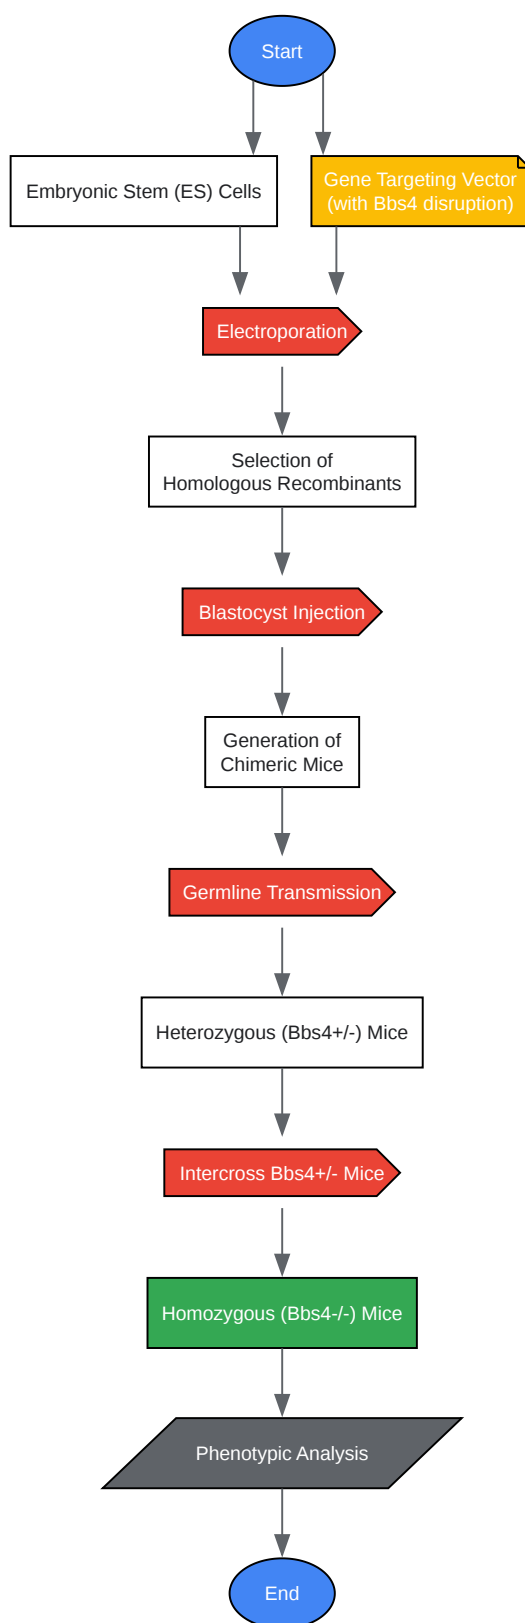 Start
Embryonic Stem (ES) Cells
Gene Targeting Vector
(with Bbs4 disruption)
Electroporation
Selection of
Homologous Recombinants
Blastocyst Injection
Generation of
Chimeric Mice
Germline Transmission
Heterozygous (Bbs4+/-) Mice
Intercross Bbs4+/- Mice
Homozygous (Bbs4-/-) Mice
Phenotypic Analysis
End